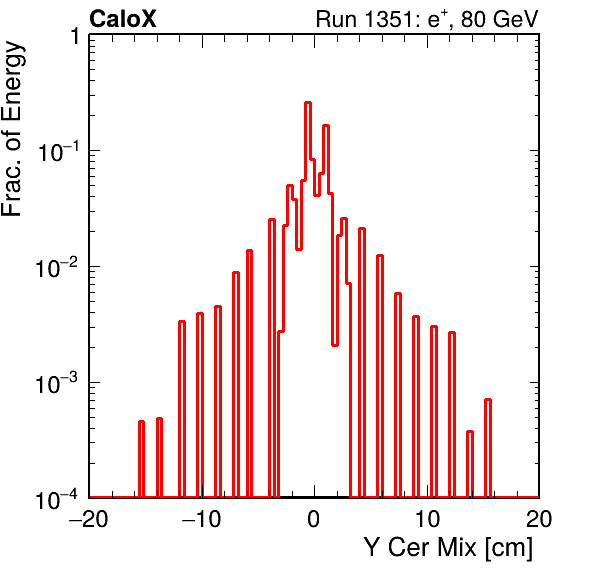 CaloX Run 1351: e⁺, 80 GeV
Frac. of Energy
1
10⁻¹
10⁻²
10⁻³
10⁻⁴
−20 −10 0 10 20
Y Cer Mix [cm]